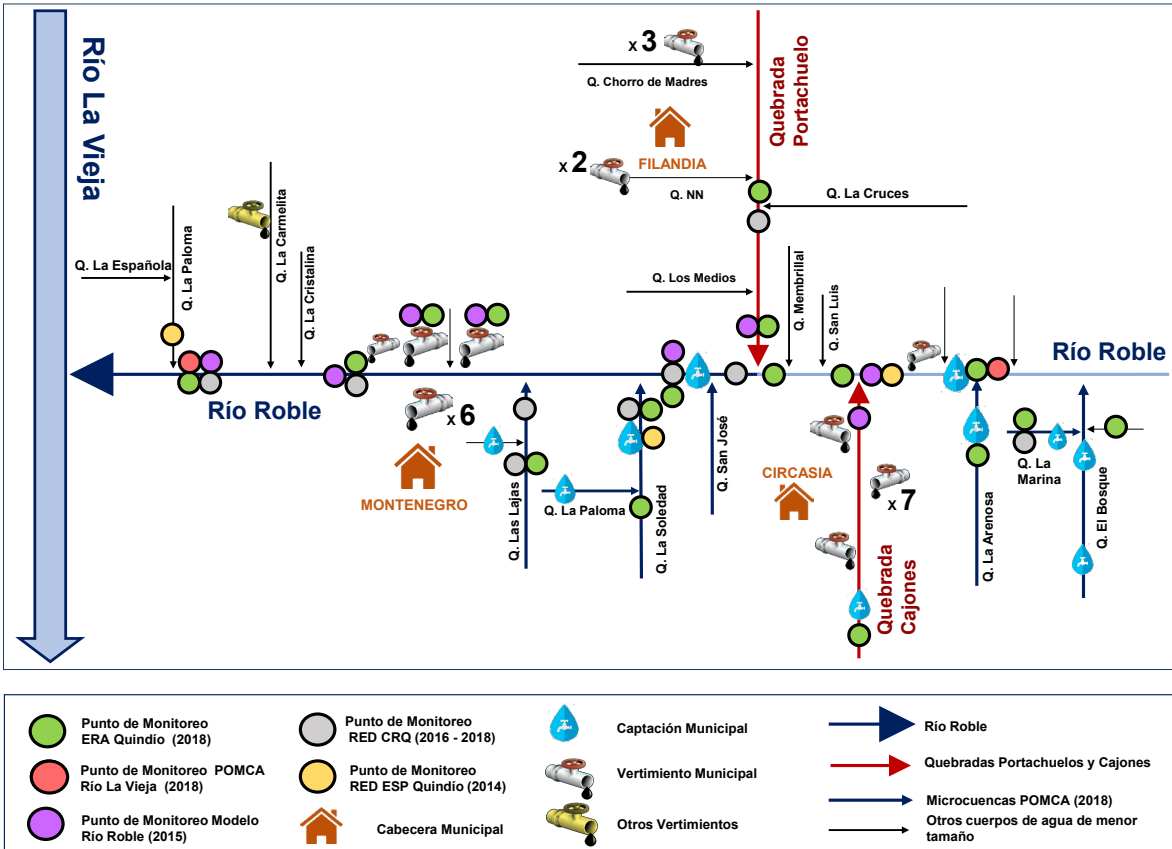 Río La Vieja
x 3
Q. Chorro de Madres
Quebrada
Portachuelo
FILANDIA
x 2
Q. NN
Q. La Cruces
Q. La Española
Q. La Paloma
Q. La Carmelita
Q. La Cristalina
Q. Los Medios
Q. Membrillal
Q. San Luis
Río Roble
Río Roble
x 6
MONTENEGRO
Q. Las Lajas
Q. La Paloma
Q. La Soledad
Q. San José
CIRCASIA
x 7
Quebrada
Cajones
Q. La Arenosa
Q. La
Marina
Q. El Bosque
Punto de Monitoreo
ERA Quindío (2018)
Punto de Monitoreo POMCA
Río La Vieja (2018)
Punto de Monitoreo Modelo
Río Roble (2015)
Punto de Monitoreo
RED CRQ (2016 - 2018)
Punto de Monitoreo
RED ESP Quindío (2014)
Cabecera Municipal
Captación Municipal
Vertimiento Municipal
Otros Vertimientos
Río Roble
Quebradas Portachuelos y Cajones
Microcuencas POMCA (2018)
Otros cuerpos de agua de menor
tamaño